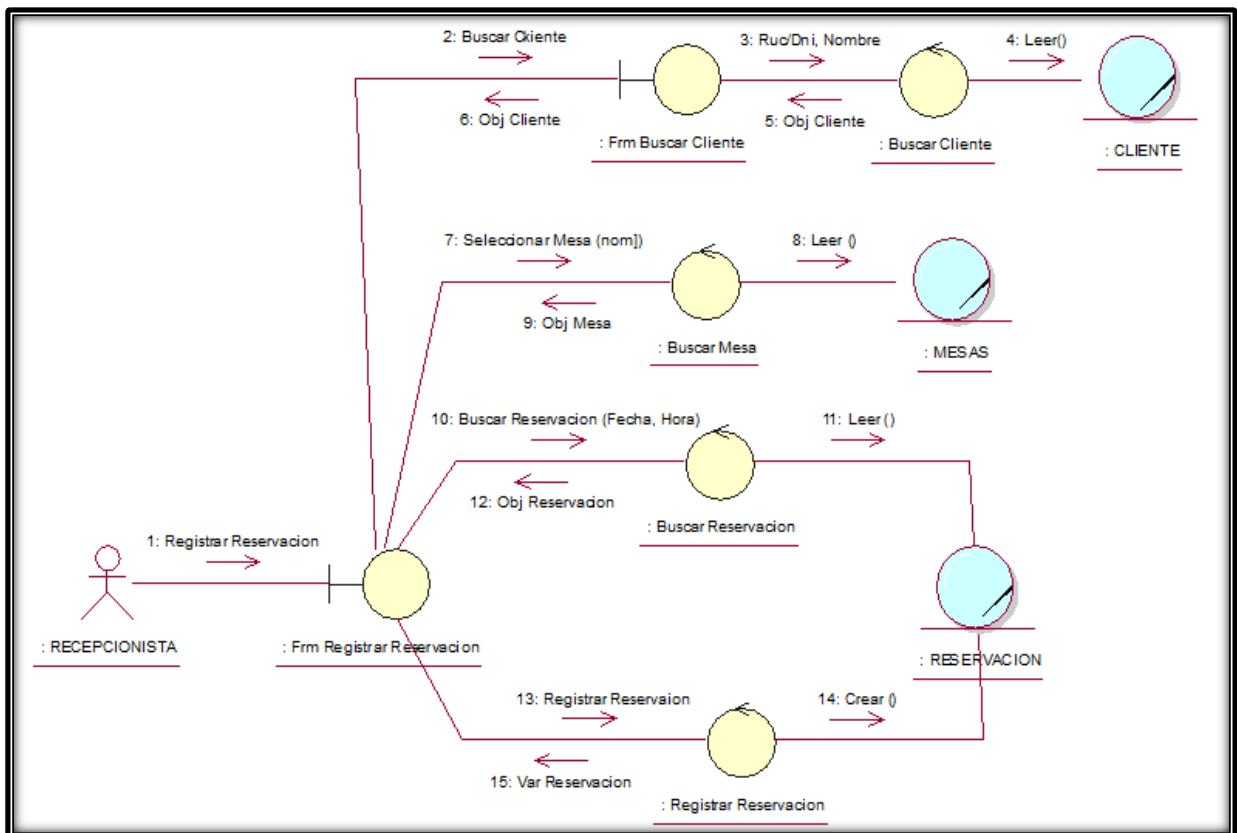 2: Buscar Ckiente
3: Ruc/Dni, Nombre
4: Leer()
6: Obj Cliente
5: Obj Cliente
: Frm Buscar Cliente
: Buscar Cliente
: CLIENTE
7: Seleccionar Mesa (nom])
8: Leer ()
9: Obj Mesa
: Buscar Mesa
: MESAS
10: Buscar Reservacion (Fecha, Hora)
11: Leer ()
12: Obj Reservacion
: Buscar Reservacion
1: Registrar Reservacion
: RECEPCIONISTA
: Frm Registrar Reservacion
: RESERVACION
13: Registrar Reservaion
14: Crear ()
15: Var Reservacion
: Registrar Reservacion